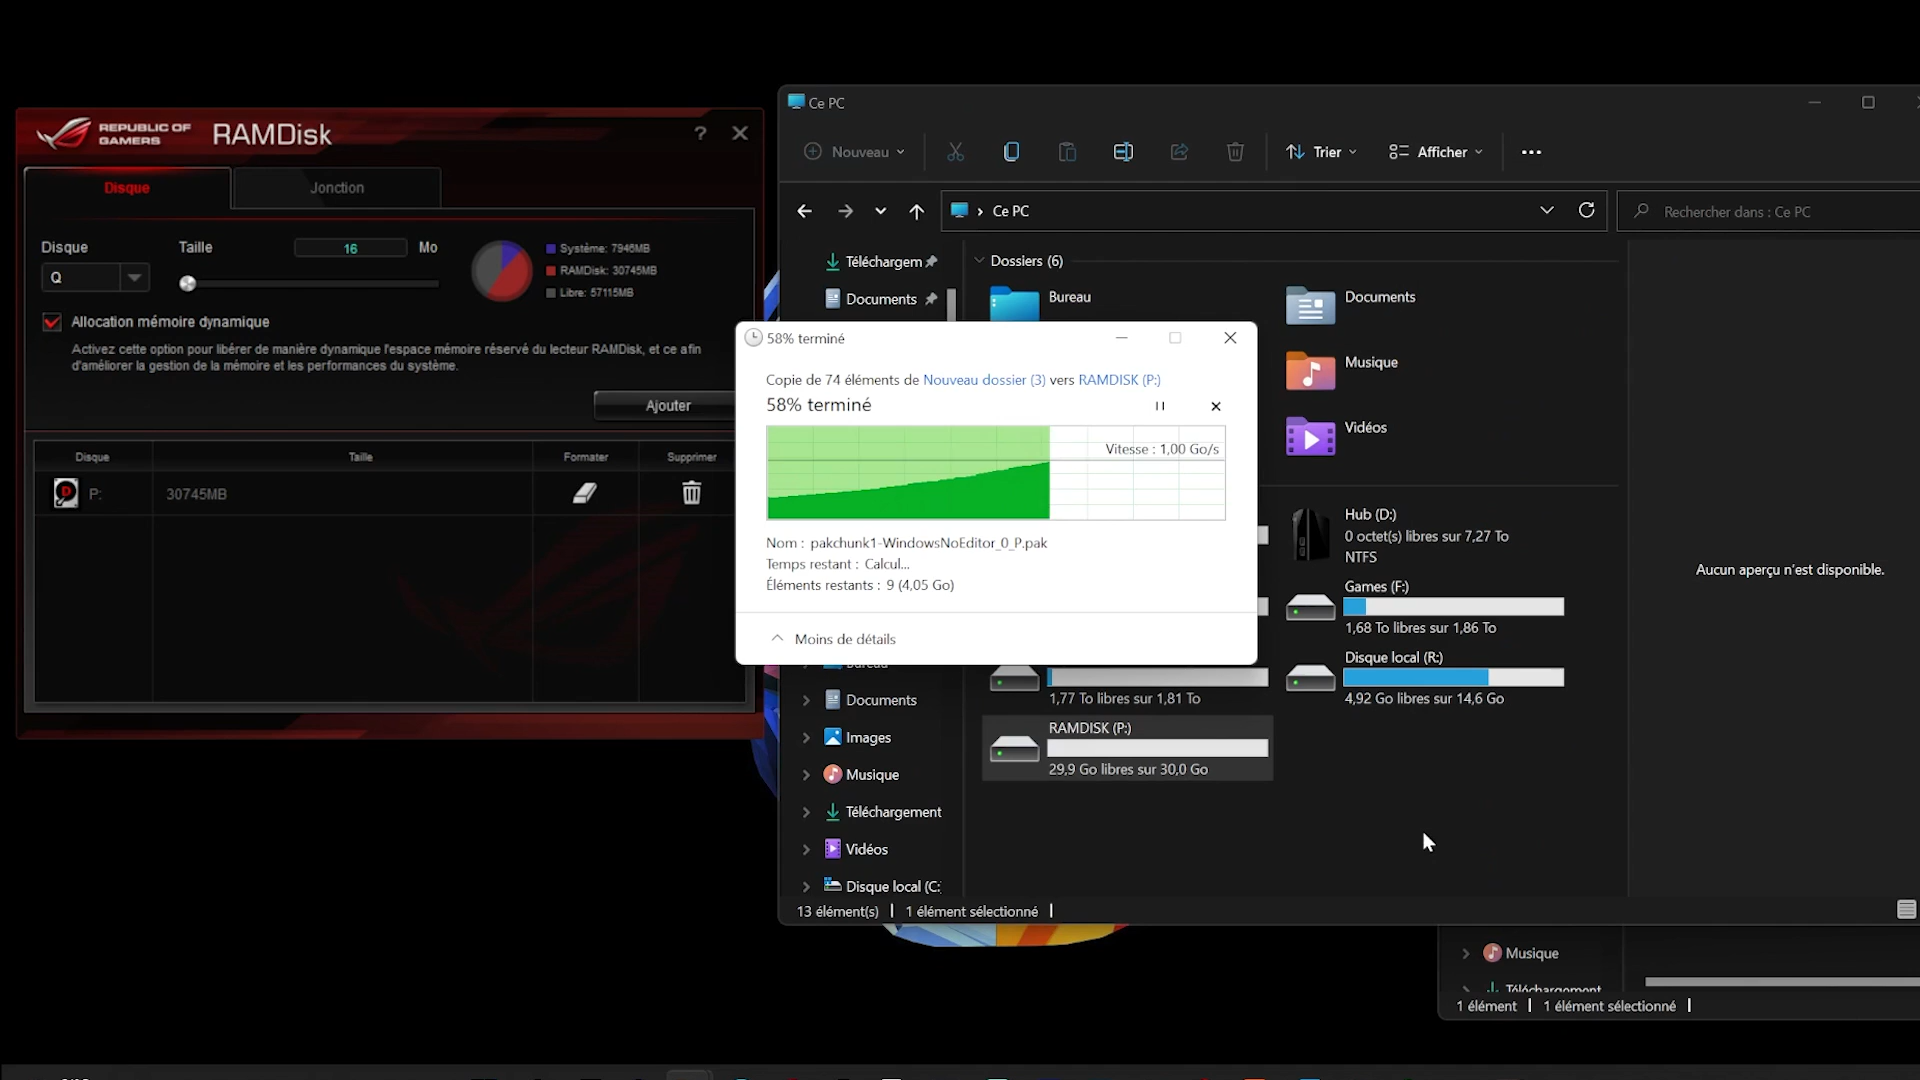 REPUBLIC OF
GAMERS
RAMDisk
?
Disque
Jonction
Disque
Taille
16
Mo
Q
Système: 7946MB
RAMDisk: 30745MB
Libre: 57115MB
Allocation mémoire dynamique
Activez cette option pour libérer de manière dynamique l'espace mémoire réservé du lecteur RAMDisk, et ce afin
d'améliorer la gestion de la mémoire et les performances du système.
Ajouter
Disque
Taille
Formater
Supprimer
P:
30745MB
Ce PC
Nouveau
Trier
Afficher
Ce PC
Rechercher dans : Ce PC
Téléchargem
Documents
Dossiers (6)
Bureau
Documents
Musique
Vidéos
58% terminé
Copie de 74 éléments de Nouveau dossier (3) vers RAMDISK (P:)
58% terminé
Vitesse : 1,00 Go/s
Nom : pakchunk1-WindowsNoEditor_0_P.pak
Temps restant : Calcul...
Éléments restants : 9 (4,05 Go)
Moins de détails
Hub (D:)
0 octet(s) libres sur 7,27 To
NTFS
Games (F:)
1,68 To libres sur 1,86 To
Disque local (R:)
4,92 Go libres sur 14,6 Go
1,77 To libres sur 1,81 To
RAMDISK (P:)
29,9 Go libres sur 30,0 Go
Aucun aperçu n'est disponible.
Bureau
Documents
Images
Musique
Téléchargement
Vidéos
Disque local (C:
13 élément(s)
1 élément sélectionné
Musique
Téléchargement
1 élément
1 élément sélectionné